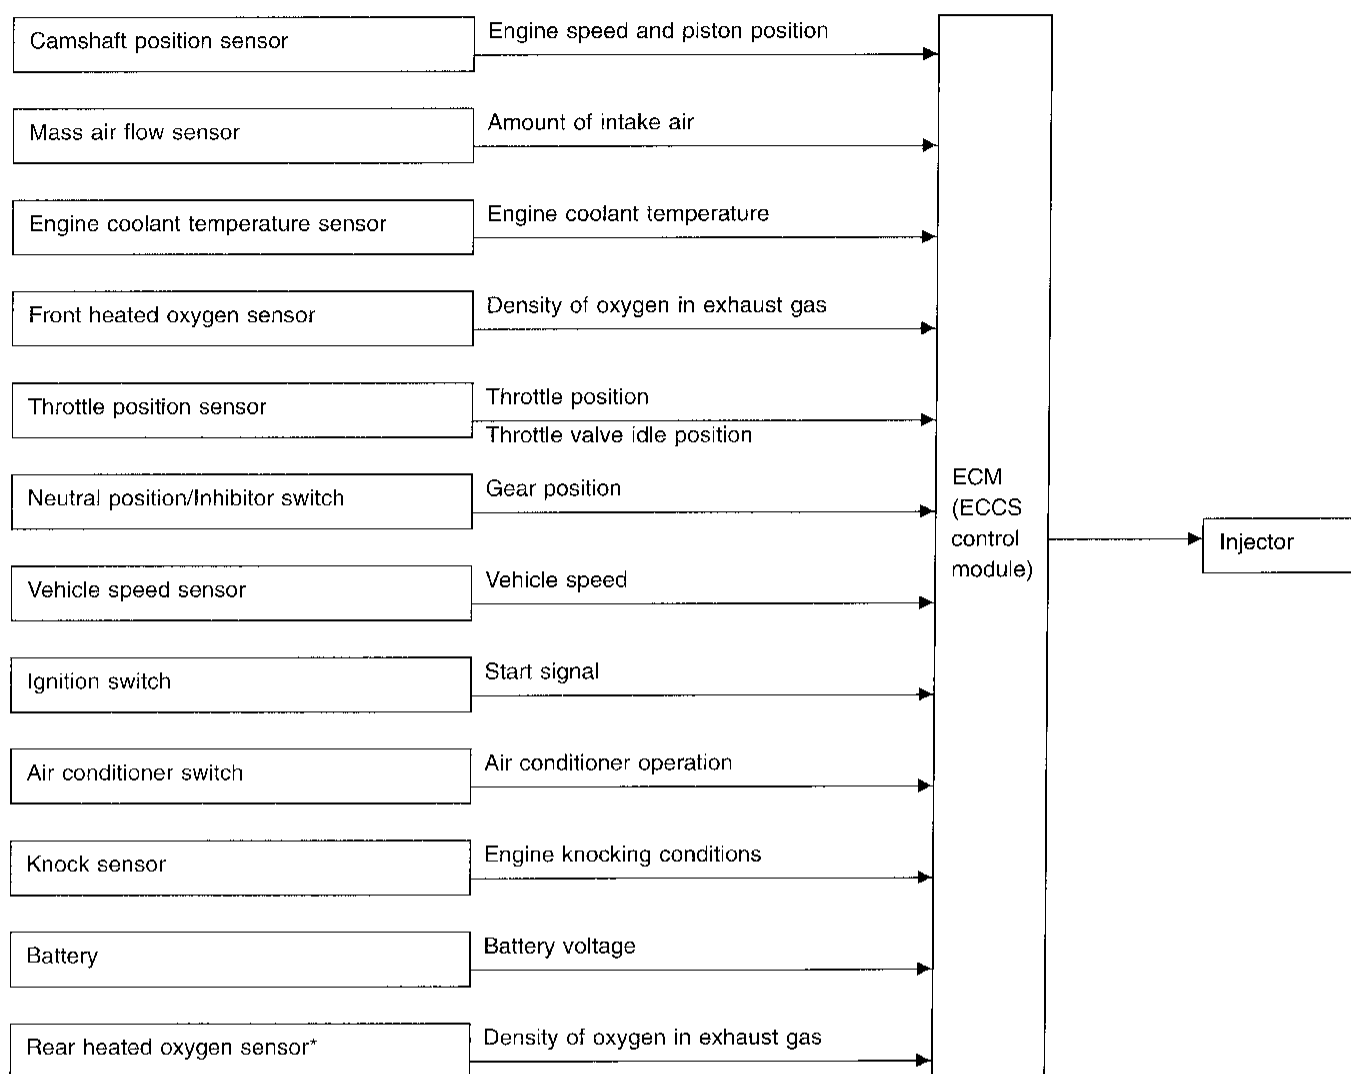 Camshaft position sensor
Engine speed and piston position
Mass air flow sensor
Amount of intake air
Engine coolant temperature sensor
Engine coolant temperature
Front heated oxygen sensor
Density of oxygen in exhaust gas
Throttle position sensor
Throttle position
Throttle valve idle position
Neutral position/Inhibitor switch
Gear position
Vehicle speed sensor
Vehicle speed
Ignition switch
Start signal
Air conditioner switch
Air conditioner operation
Knock sensor
Engine knocking conditions
Battery
Battery voltage
Rear heated oxygen sensor*
Density of oxygen in exhaust gas
ECM
(ECCS
control
module)
Injector